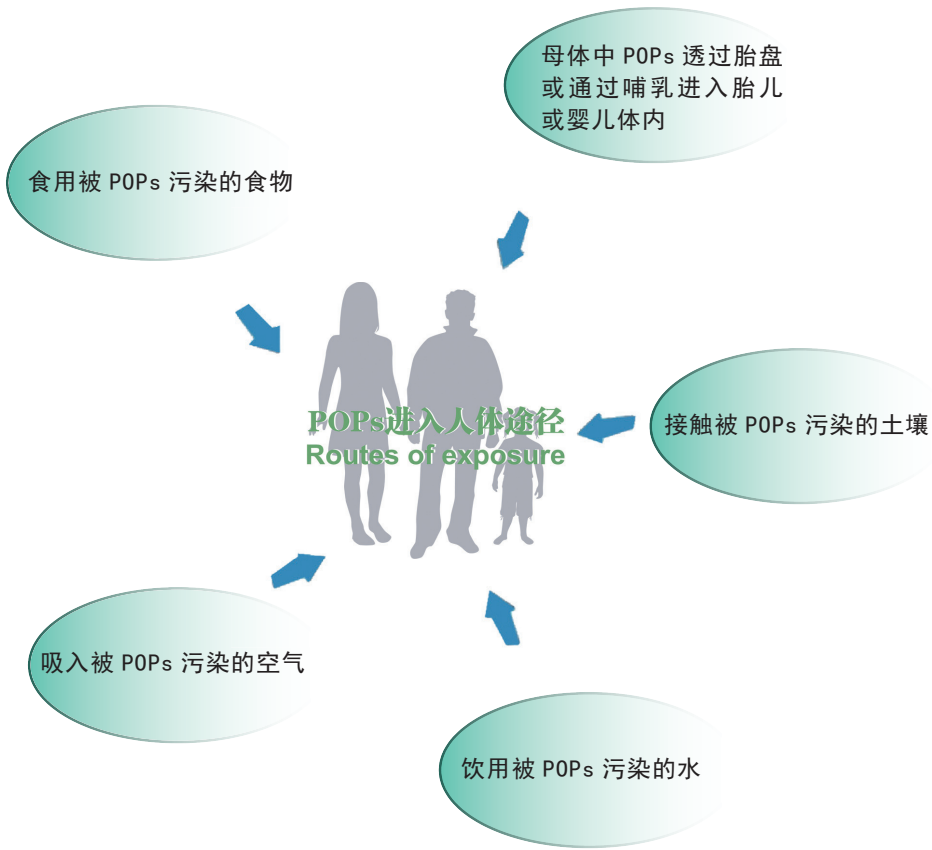 母体中 POPs 透过胎盘
或通过哺乳进入胎儿
或婴儿体内
食用被 POPs 污染的食物
POPs进入人体途径
Routes of exposure
接触被 POPs 污染的土壤
吸入被 POPs 污染的空气
饮用被 POPs 污染的水